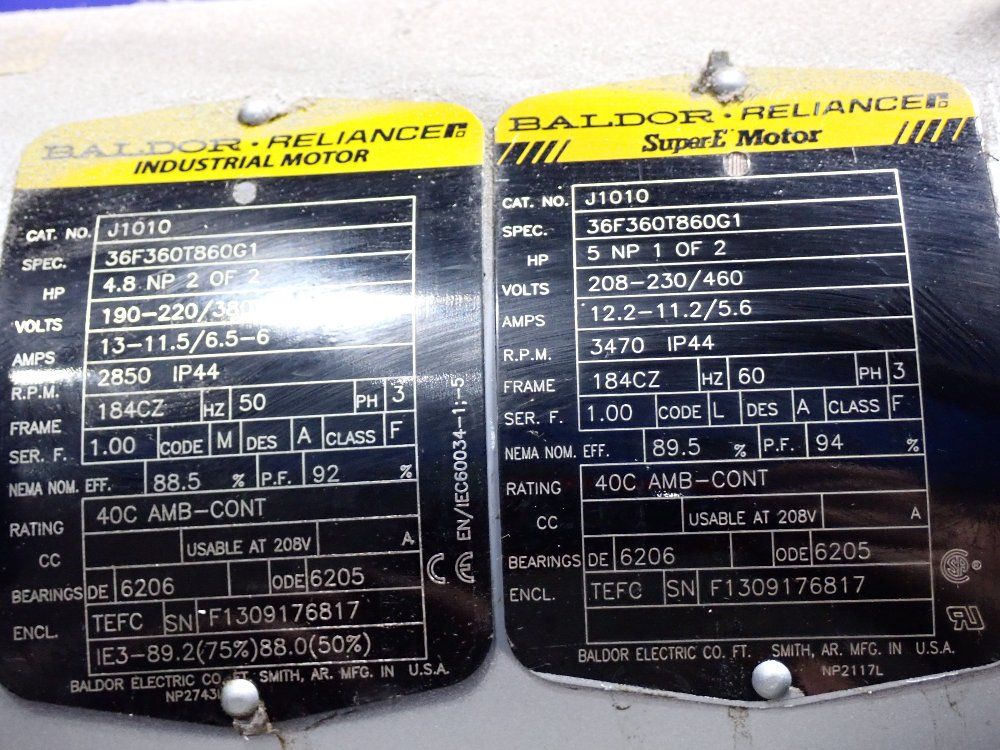 BALDOR · RELIANCE
INDUSTRIAL MOTOR
CAT. NO. J1010
SPEC. 36F360T860G1
HP 4.8 NP 2 OF 2
VOLTS 190-220/380
AMPS 13-11.5/6.5-6
R.P.M. 2850 IP44
FRAME 184CZ HZ 50 PH 3
SER. F. 1.00 CODE M DES A CLASS F
NEMA NOM. EFF. 88.5 % P.F. 92 %
RATING 40C AMB-CONT
CC USABLE AT 208V A
BEARINGS DE 6206 ODE 6205
ENCL. TEFC SN F1309176817
IE3-89.2(75%)88.0(50%)
BALDOR ELECTRIC CO. FT. SMITH, AR. MFG. IN U.S.A.
CE EN/IEC60034-1:-5
BALDOR · RELIANCE
Super-E Motor
CAT. NO. J1010
SPEC. 36F360T860G1
HP 5 NP 1 OF 2
VOLTS 208-230/460
AMPS 12.2-11.2/5.6
R.P.M. 3470 IP44
FRAME 184CZ HZ 60 PH 3
SER. F. 1.00 CODE L DES A CLASS F
NEMA NOM. EFF. 89.5 % P.F. 94 %
RATING 40C AMB-CONT
CC USABLE AT 208V A
BEARINGS DE 6206 ODE 6205
ENCL. TEFC SN F1309176817
BALDOR ELECTRIC CO. FT. SMITH, AR. MFG. IN U.S.A.
NP2117L